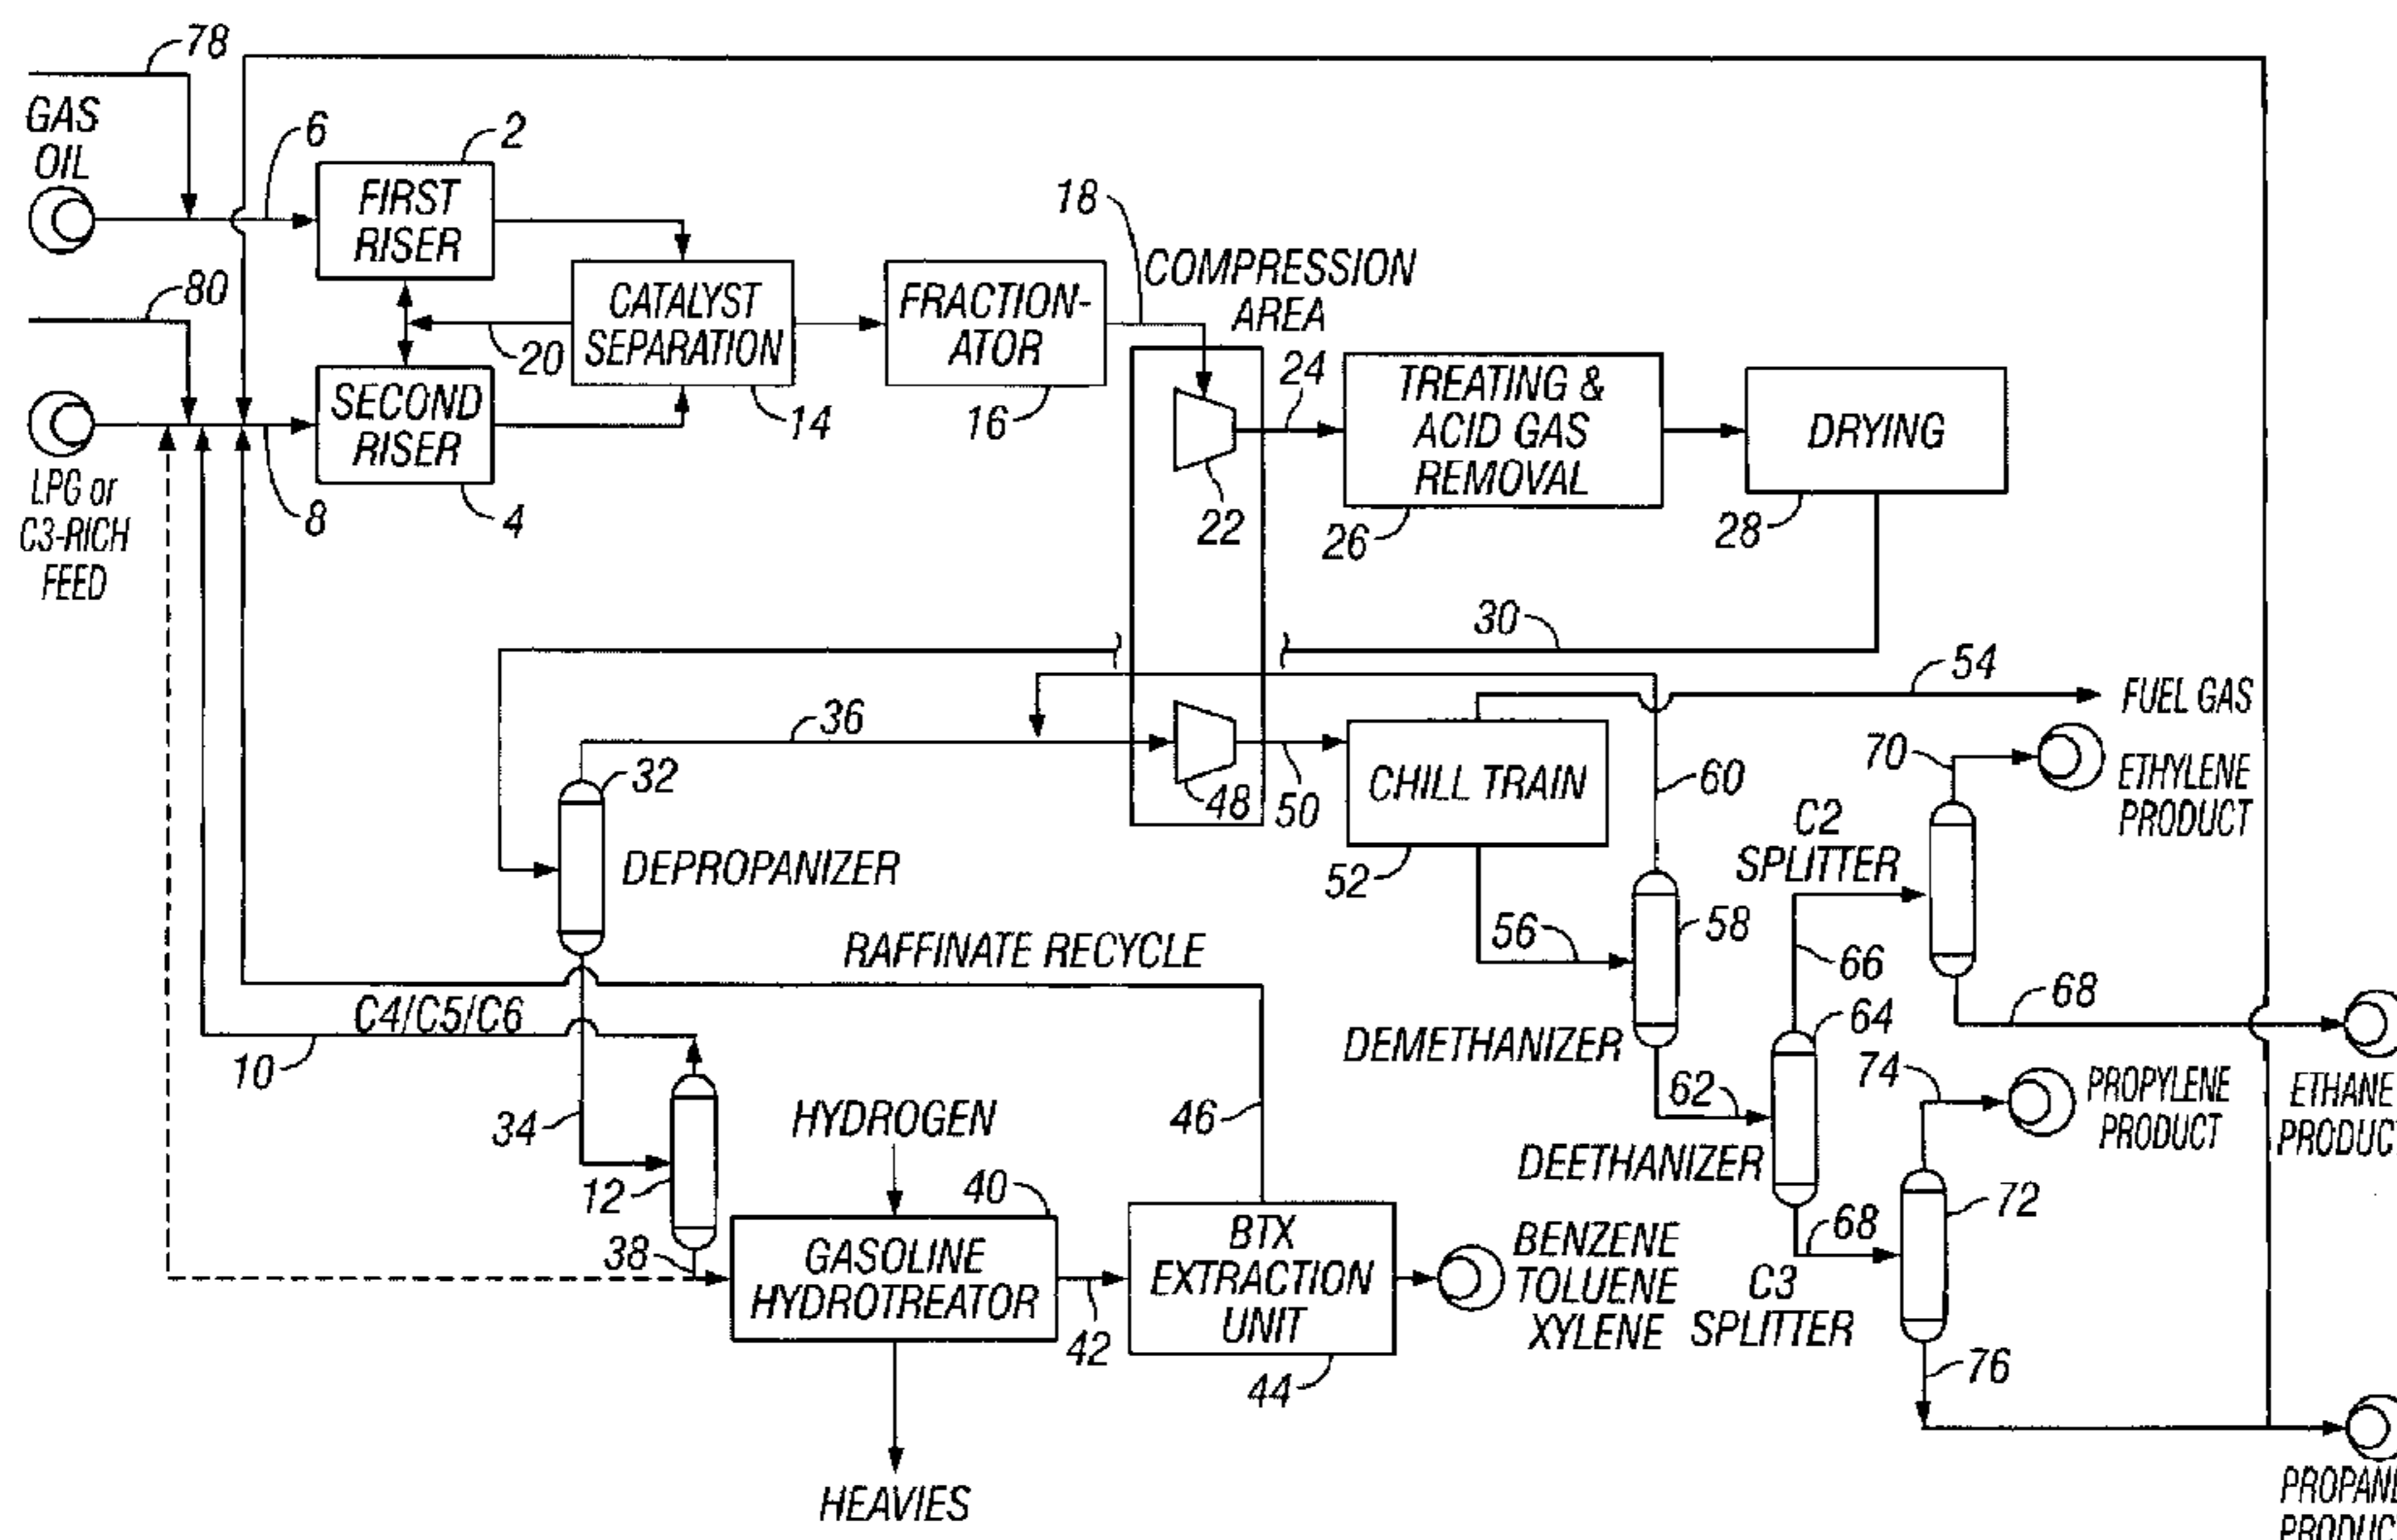 78
GAS
OIL
6
2
FIRST
RISER
18
COMPRESSION
AREA
80
CATALYST
SEPARATION
FRACTION-
ATOR
20
14
16
24
TREATING &
ACID GAS
REMOVAL
DRYING
SECOND
RISER
LPG or
C3-RICH
FEED
8
4
22
26
28
30
54
FUEL GAS
36
32
48
50
CHILL TRAIN
60
70
ETHYLENE
PRODUCT
C2
SPLITTER
DEPROPANIZER
52
56
58
66
68
RAFFINATE RECYCLE
C4/C5/C6
10
DEMETHANIZER
64
62
74
PROPYLENE
PRODUCT
ETHANE
PRODUCT
34
HYDROGEN
46
DEETHANIZER
12
40
38
GASOLINE
HYDROTREATOR
BTX
EXTRACTION
UNIT
BENZENE
TOLUENE
XYLENE
68
C3
SPLITTER
72
42
44
76
HEAVIES
PROPANE
PRODUCT